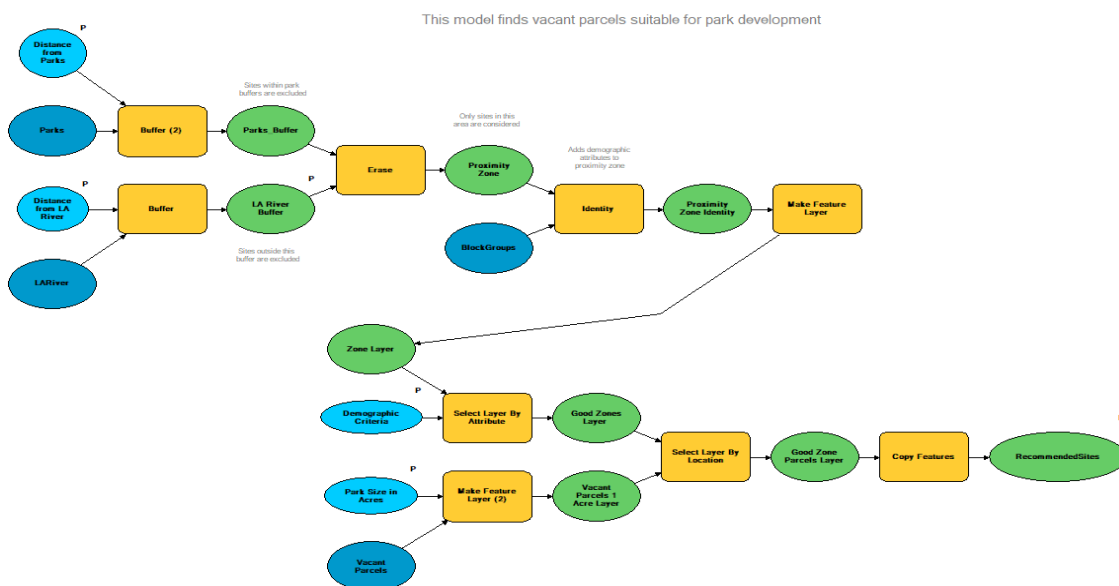 This model finds vacant parcels suitable for park development
P
Distance
from
Parks
Sites within park
buffers are excluded
Parks
Buffer (2)
Parks_Buffer
Only sites in this
area are considered
Erase
Proximity
Zone
Adds demographic
attributes to
proximity zone
P
Distance
from LA
River
Buffer
P
LA River
Buffer
Identity
Proximity
Zone Identity
Make Feature
Layer
Sites outside this
buffer are excluded
BlockGroups
LARiver
Zone Layer
P
Demographic
Criteria
Select Layer By
Attribute
Good Zones
Layer
Select Layer By
Location
Good Zone
Parcels Layer
Copy Features
RecommendedSites
P
Park Size in
Acres
Make Feature
Layer (2)
Vacant
Parcels 1
Acre Layer
Vacant
Parcels